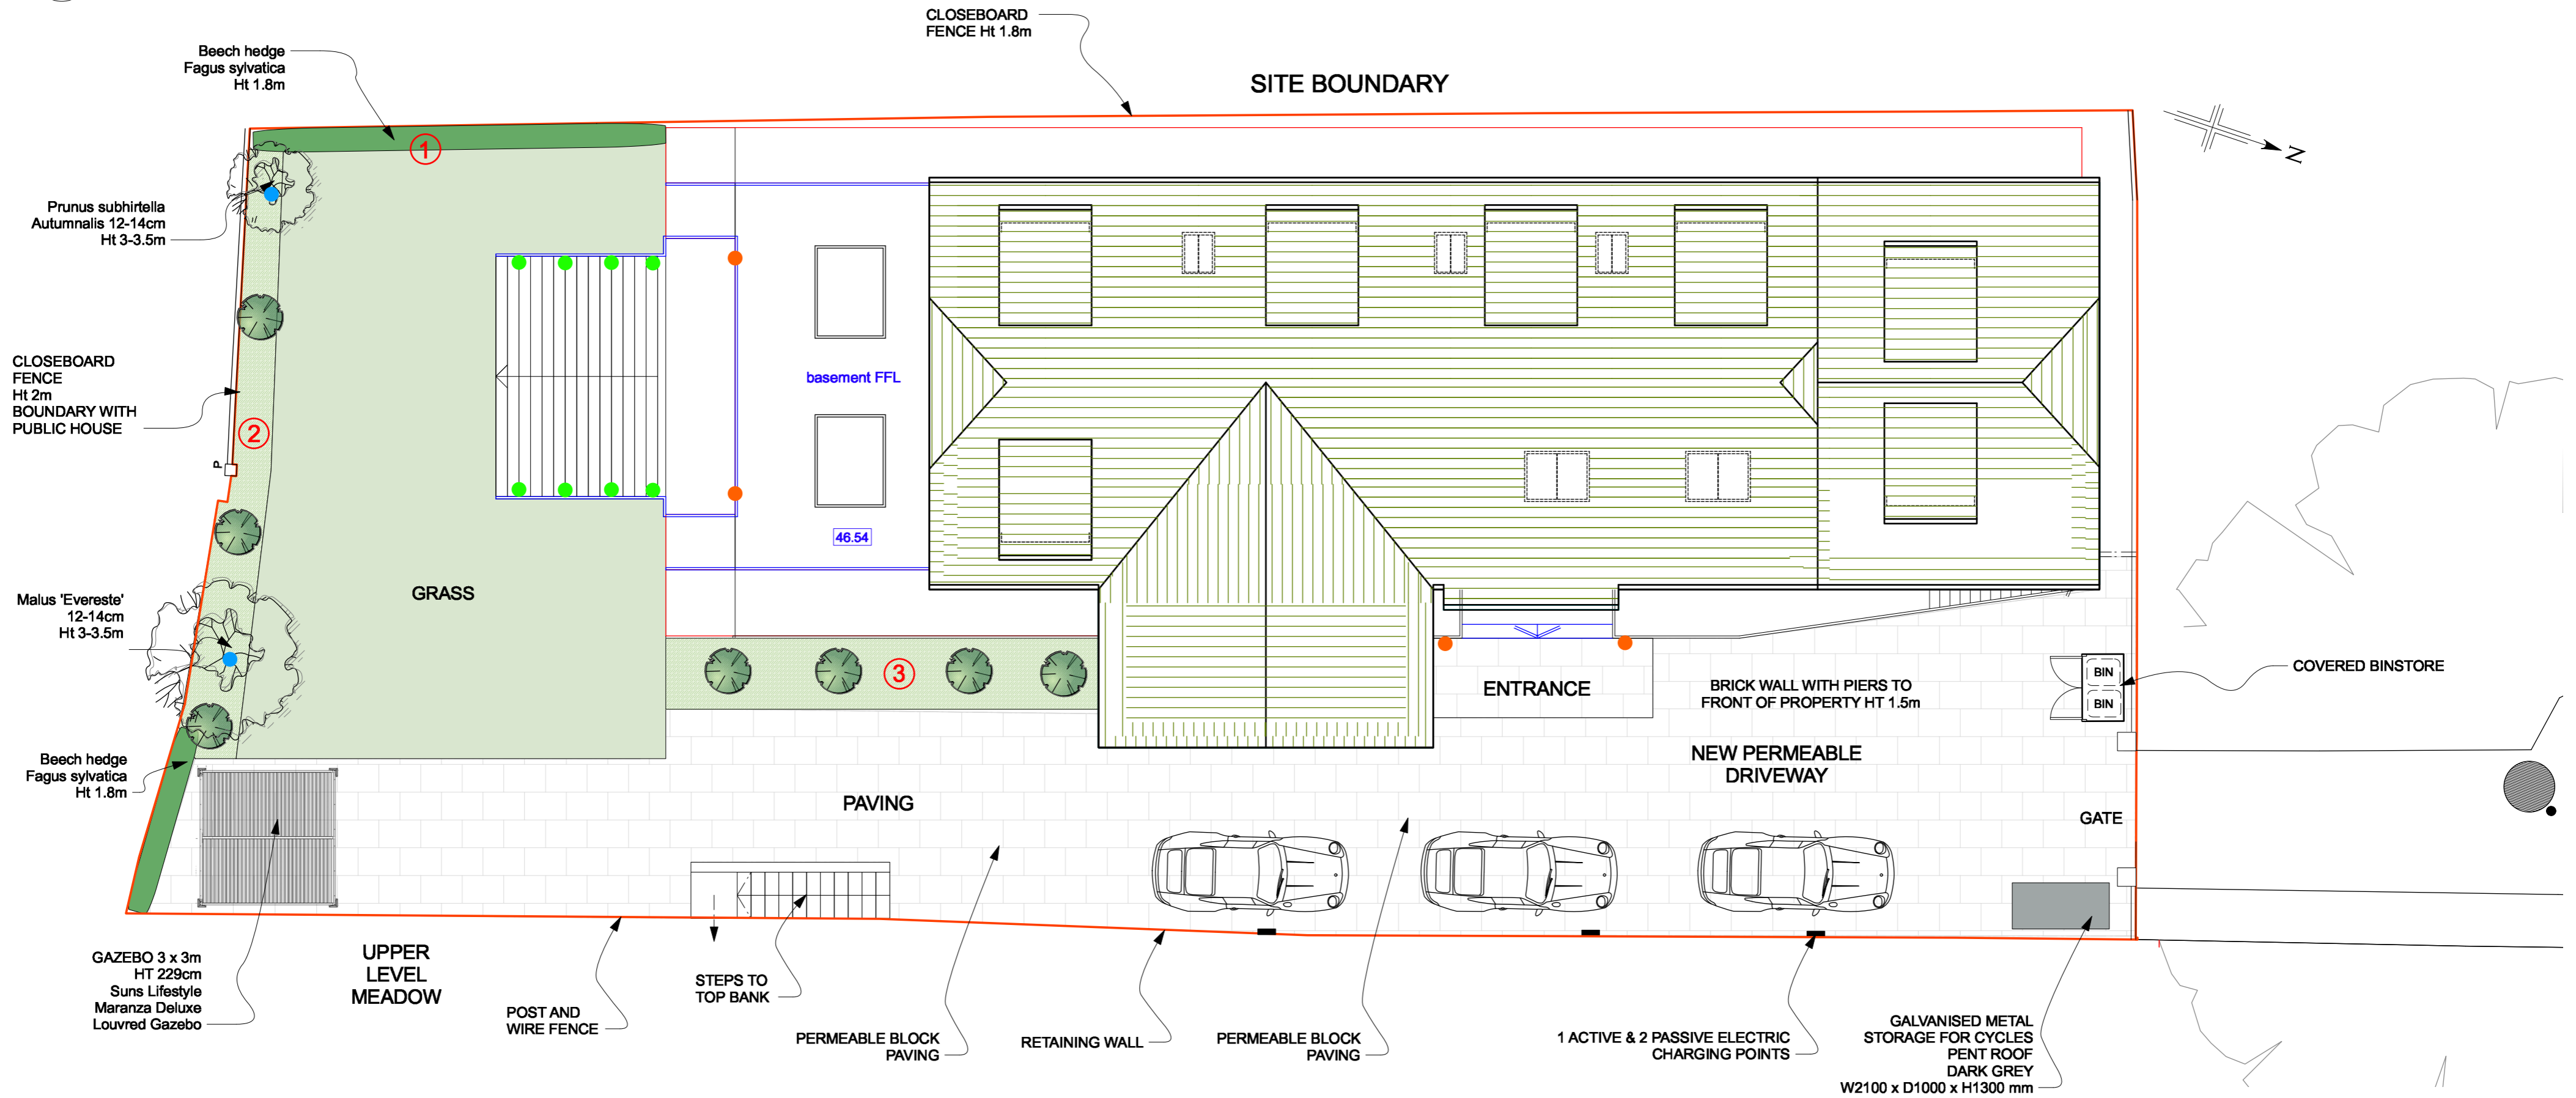 CLOSEBOARD
FENCE Ht 1.8m
Beech hedge
Fagus sylvatica
Ht 1.8m
SITE BOUNDARY
1
N
Prunus subhirtella
Autumnalis 12-14cm
Ht 3-3.5m
CLOSEBOARD
FENCE
Ht 2m
BOUNDARY WITH
PUBLIC HOUSE
2
P
basement FFL
46.54
GRASS
Malus 'Evereste'
12-14cm
Ht 3-3.5m
3
ENTRANCE
BRICK WALL WITH PIERS TO
FRONT OF PROPERTY HT 1.5m
BIN
BIN
COVERED BINSTORE
NEW PERMEABLE
DRIVEWAY
Beech hedge
Fagus sylvatica
Ht 1.8m
PAVING
GATE
GAZEBO 3 x 3m
HT 229cm
Suns Lifestyle
Maranza Deluxe
Louvred Gazebo
UPPER
LEVEL
MEADOW
POST AND
WIRE FENCE
STEPS TO
TOP BANK
PERMEABLE BLOCK
PAVING
RETAINING WALL
PERMEABLE BLOCK
PAVING
1 ACTIVE & 2 PASSIVE ELECTRIC
CHARGING POINTS
GALVANISED METAL
STORAGE FOR CYCLES
PENT ROOF
DARK GREY
W2100 x D1000 x H1300 mm